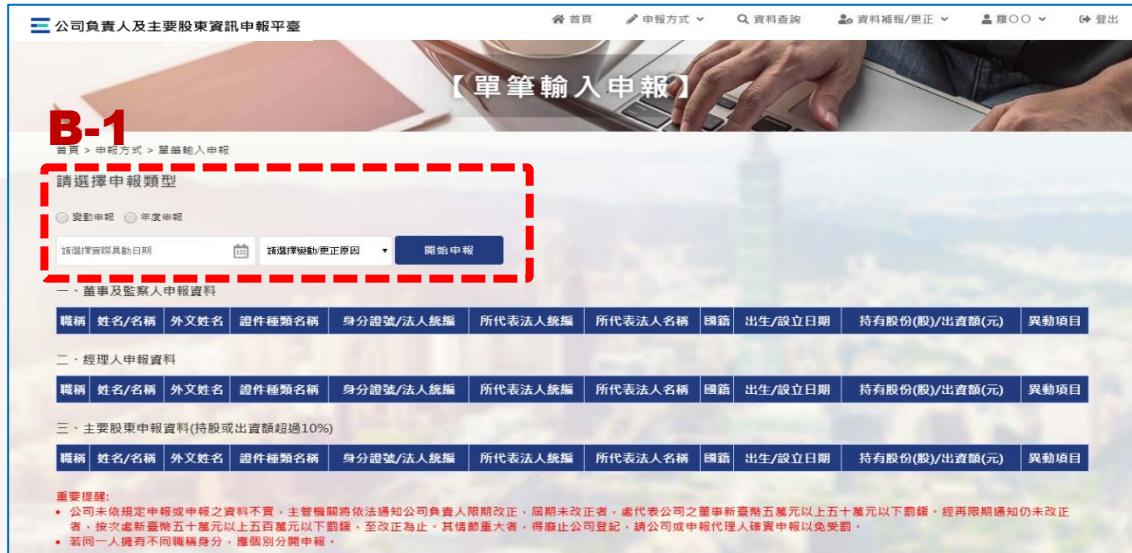 公司負責人及主要股東資訊申報平臺 首頁 申報方式 資料查詢 資料補報/更正 羅〇〇 登出
【單筆輸入申報】
B-1
首頁 > 申報方式 > 單筆輸入申報
請選擇申報類型
變動申報 年度申報
請選擇實際異動日期 請選擇變動/更正原因 開始申報
一、董事及監察人申報資料
職稱 姓名/名稱 外文姓名 證件種類名稱 身分證號/法人統編 所代表法人統編 所代表法人名稱 國籍 出生/設立日期 持有股份(股)/出資額(元) 異動項目
二、經理人申報資料
職稱 姓名/名稱 外文姓名 證件種類名稱 身分證號/法人統編 所代表法人統編 所代表法人名稱 國籍 出生/設立日期 持有股份(股)/出資額(元) 異動項目
三、主要股東申報資料(持股或出資額超過10%)
職稱 姓名/名稱 外文姓名 證件種類名稱 身分證號/法人統編 所代表法人統編 所代表法人名稱 國籍 出生/設立日期 持有股份(股)/出資額(元) 異動項目
重要提醒:
• 公司未依規定申報或申報之資料不實，主管機關將依法通知公司負責人限期改正，屆期未改正者，處代表公司之董事新臺幣五萬元以上五十萬元以下罰鍰。經再限期通知仍未改正
者，按次處新臺幣五十萬元以上五百萬元以下罰鍰，至改正為止。其情節重大者，得廢止公司登記，請公司或申報代理人確實申報以免受罰。
• 若同一人擁有不同職稱身分，應個別分開申報。